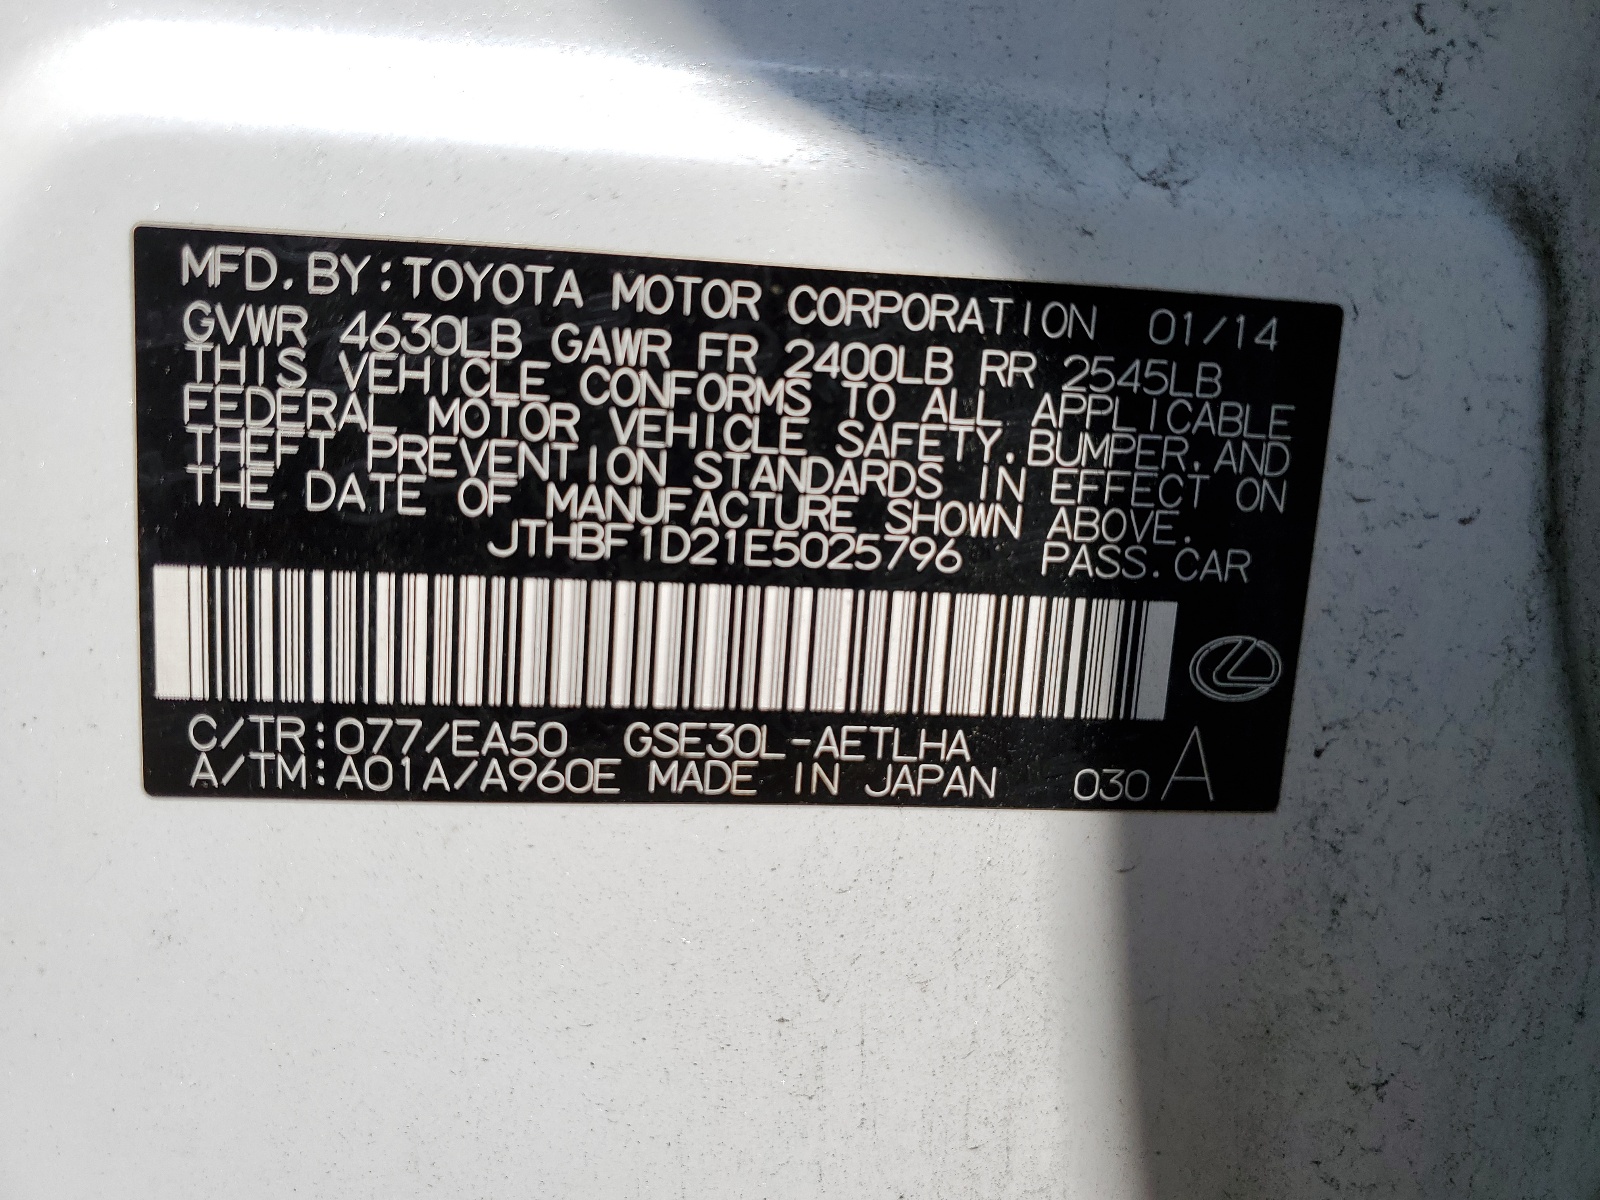 MFD.BY:TOYOTA MOTOR CORPORATION 01/14
GVWR 4630LB GAWR FR 2400LB RR 2545LB
THIS VEHICLE CONFORMS TO ALL APPLICABLE
FEDERAL MOTOR VEHICLE SAFETY,BUMPER,AND
THEFT PREVENTION STANDARDS IN EFFECT ON
THE DATE OF MANUFACTURE SHOWN ABOVE.
JTHBF1D21E5025796 PASS.CAR
C/TR:077/EA50 GSE30L-AETLHA
A/TM:A01A/A960E MADE IN JAPAN 030 A